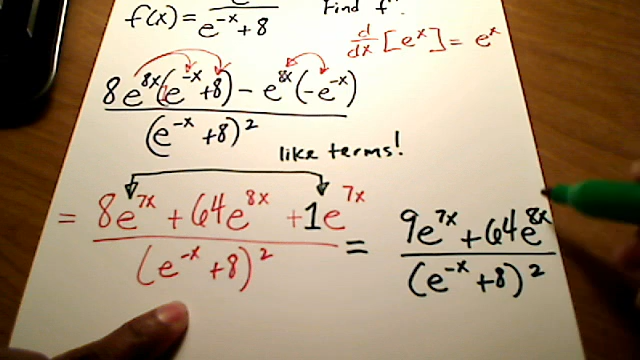 f(x) = e / e^-x + 8
Find f'
d/dx [e^x] = e^x
8e^8x(e^-x + 8) - e^8x(-e^-x) / (e^-x + 8)^2
like terms!
= 8e^7x + 64e^8x + 1e^7x / (e^-x + 8)^2 = 9e^7x + 64e^8x / (e^-x + 8)^2